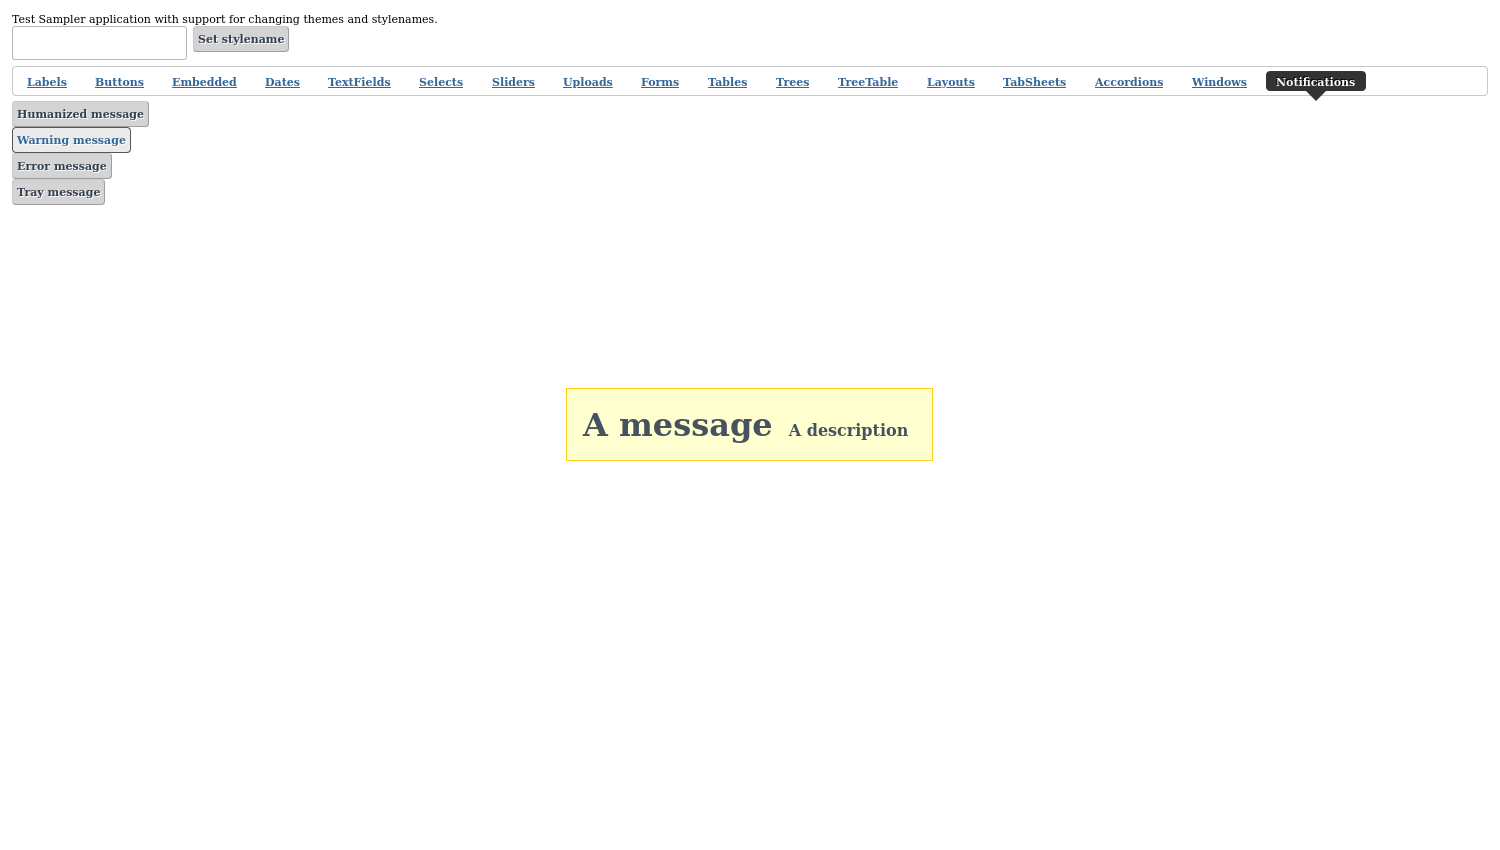 Test Sampler application with support for changing themes and stylenames.
Set stylename
Labels Buttons Embedded Dates TextFields Selects Sliders Uploads Forms Tables Trees TreeTable Layouts TabSheets Accordions Windows Notifications
Humanized message
Warning message
Error message
Tray message
A message A description